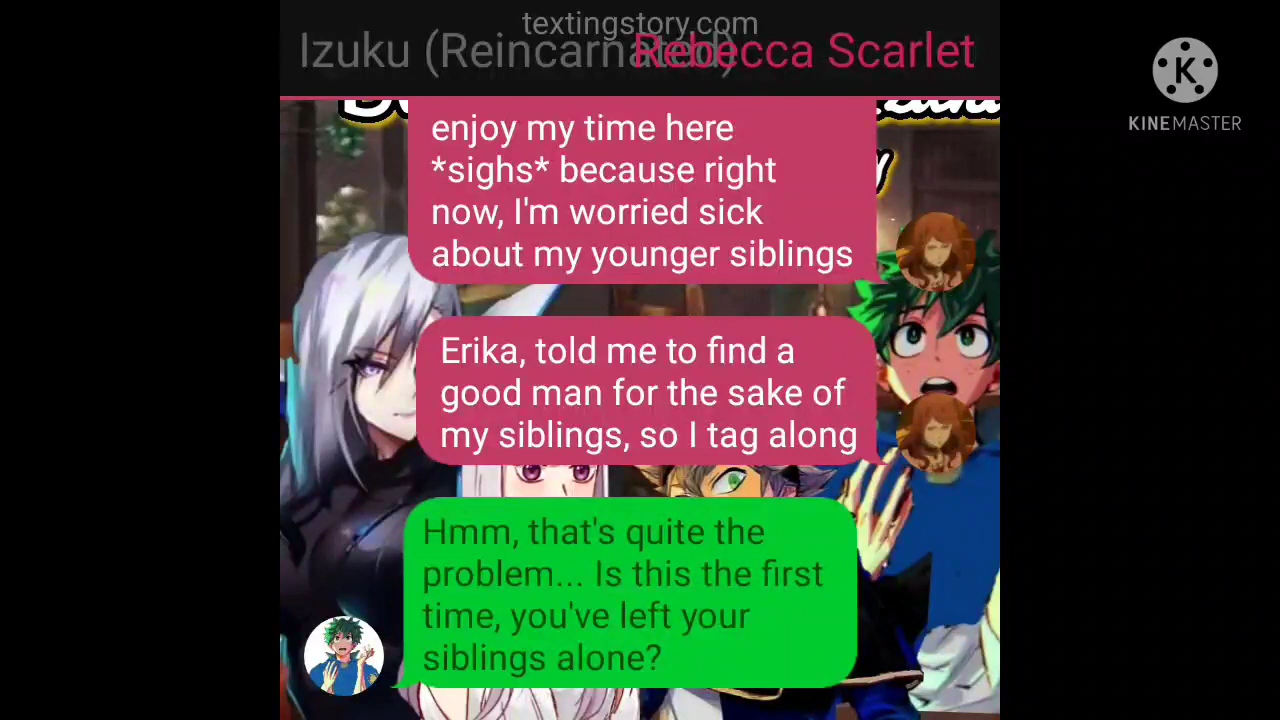 textingstory.com
Izuku (Reincarnated)
Rebecca Scarlet
KINEMASTER
enjoy my time here
*sighs* because right
now, I'm worried sick
about my younger siblings
Erika, told me to find a
good man for the sake of
my siblings, so I tag along
Hmm, that's quite the
problem... Is this the first
time, you've left your
siblings alone?